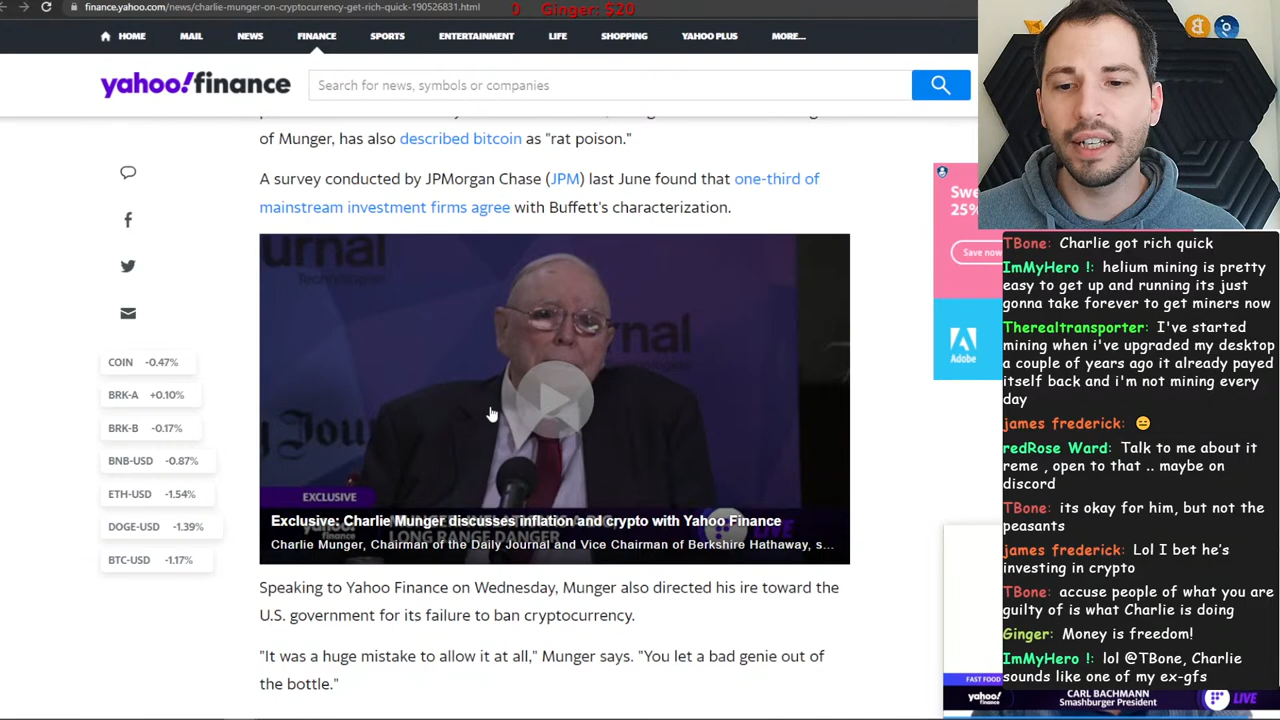 finance.yahoo.com/news/charlie-munger-on-cryptocurrency-get-rich-quick-190526831.html
0 Ginger: $20
HOME MAIL NEWS FINANCE SPORTS ENTERTAINMENT LIFE SHOPPING YAHOO PLUS MORE...
yahoo!finance
Search for news, symbols or companies
of Munger, has also described bitcoin as "rat poison."
A survey conducted by JPMorgan Chase (JPM) last June found that one-third of
mainstream investment firms agree with Buffett's characterization.
EXCLUSIVE
Exclusive: Charlie Munger discusses inflation and crypto with Yahoo Finance
LONG RANGE DANGER
LIVE
Charlie Munger, Chairman of the Daily Journal and Vice Chairman of Berkshire Hathaway, s...
Speaking to Yahoo Finance on Wednesday, Munger also directed his ire toward the
U.S. government for its failure to ban cryptocurrency.
"It was a huge mistake to allow it at all," Munger says. "You let a bad genie out of
the bottle."
COIN -0.47%
BRK-A +0.10%
BRK-B -0.17%
BNB-USD -0.87%
ETH-USD -1.54%
DOGE-USD -1.39%
BTC-USD -1.17%
25%
Save now
Adobe
TBone: Charlie got rich quick
ImMyHero !: helium mining is pretty
easy to get up and running its just
gonna take forever to get miners now
Therealtransporter: I've started
mining when i've upgraded my desktop
a couple of years ago it already payed
itself back and i'm not mining every
day
james frederick: 😑
redRose Ward: Talk to me about it
reme , open to that .. maybe on
discord
TBone: its okay for him, but not the
peasants
james frederick: Lol I bet he's
investing in crypto
TBone: accuse people of what you are
guilty of is what Charlie is doing
Ginger: Money is freedom!
ImMyHero !: lol @TBone, Charlie
sounds like one of my ex-gfs
FAST FOOD
yahoo!
finance
CARL BACHMANN
Smashburger President
LIVE